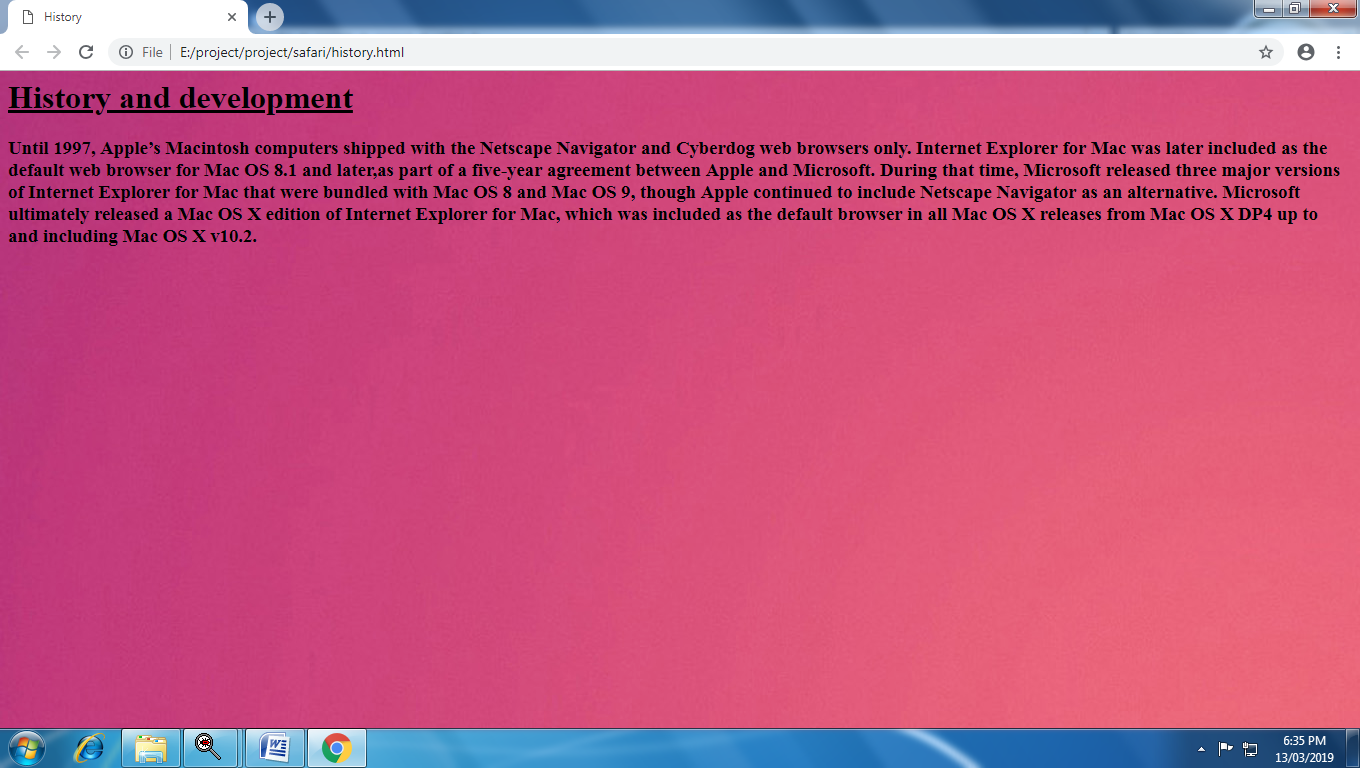 History
File
E:/project/project/safari/history.html
History and development
Until 1997, Apple’s Macintosh computers shipped with the Netscape Navigator and Cyberdog web browsers only. Internet Explorer for Mac was later included as the
default web browser for Mac OS 8.1 and later,as part of a five-year agreement between Apple and Microsoft. During that time, Microsoft released three major versions
of Internet Explorer for Mac that were bundled with Mac OS 8 and Mac OS 9, though Apple continued to include Netscape Navigator as an alternative. Microsoft
ultimately released a Mac OS X edition of Internet Explorer for Mac, which was included as the default browser in all Mac OS X releases from Mac OS X DP4 up to
and including Mac OS X v10.2.
6:35 PM
13/03/2019